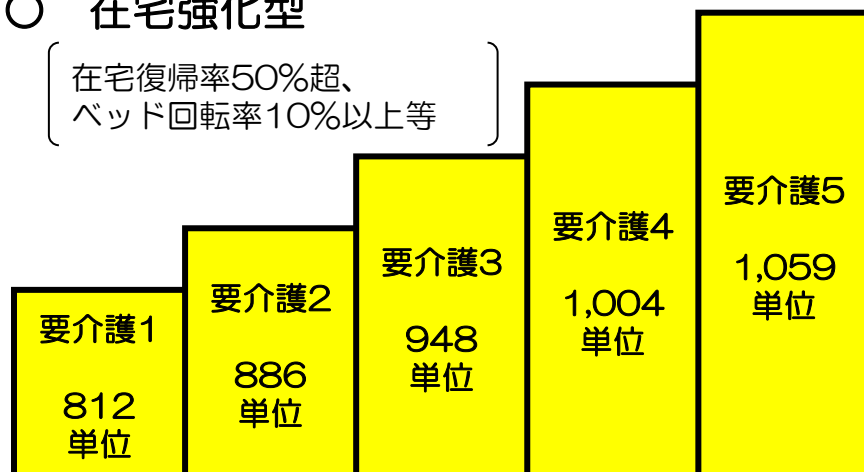 ○ 在宅強化型
在宅復帰率50%超、
ベッド回転率10%以上等
要介護1
812
単位
要介護2
886
単位
要介護3
948
単位
要介護4
1,004
単位
要介護5
1,059
単位